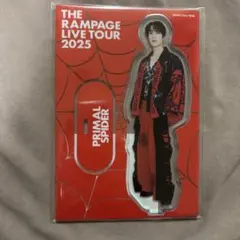 THE
RAMPAGE
LIVE TOUR
2025
PRIMAL
SPIDER